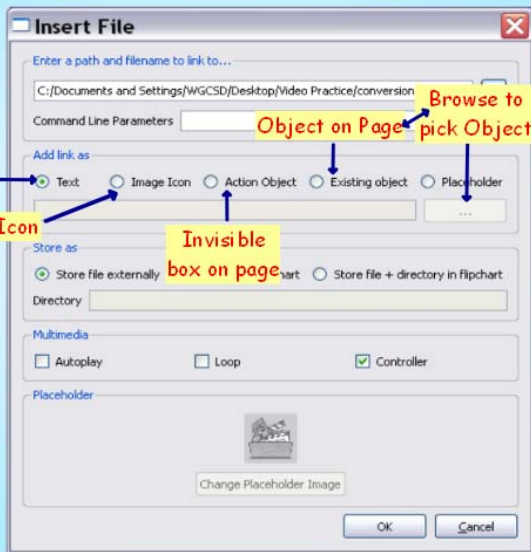 Insert File
Enter a path and filename to link to...
C:/Documents and Settings/WGCSD/Desktop/Video Practice/conversion
Browse to
pick Object
Command Line Parameters
Object on Page
Add link as
Text Image Icon Action Object Existing object Placeholder
...
Icon
Invisible
box on page
Store as
Store file externally Store file + directory in flipchart
Directory
Multimedia
Autoplay Loop Controller
Placeholder
Change Placeholder Image
OK Cancel